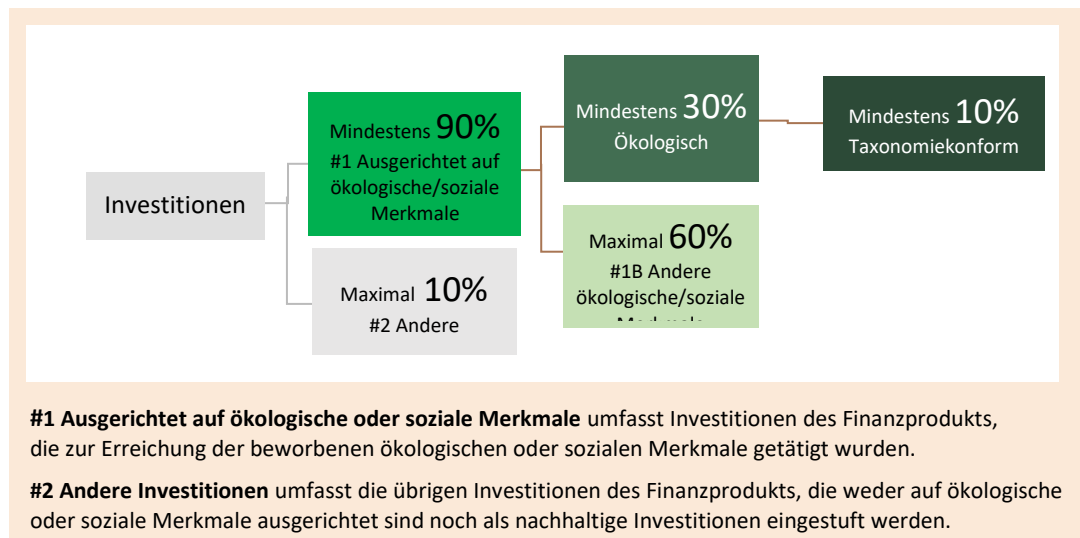 Investitionen
Mindestens 90%
#1 Ausgerichtet auf
ökologische/soziale
Merkmale
Maximal 10%
#2 Andere
Mindestens 30%
Ökologisch
Maximal 60%
#1B Andere
ökologische/soziale
Mindestens 10%
Taxonomiekonform
#1 Ausgerichtet auf ökologische oder soziale Merkmale umfasst Investitionen des Finanzprodukts,
die zur Erreichung der beworbenen ökologischen oder sozialen Merkmale getätigt wurden.
#2 Andere Investitionen umfasst die übrigen Investitionen des Finanzprodukts, die weder auf ökologische
oder soziale Merkmale ausgerichtet sind noch als nachhaltige Investitionen eingestuft werden.